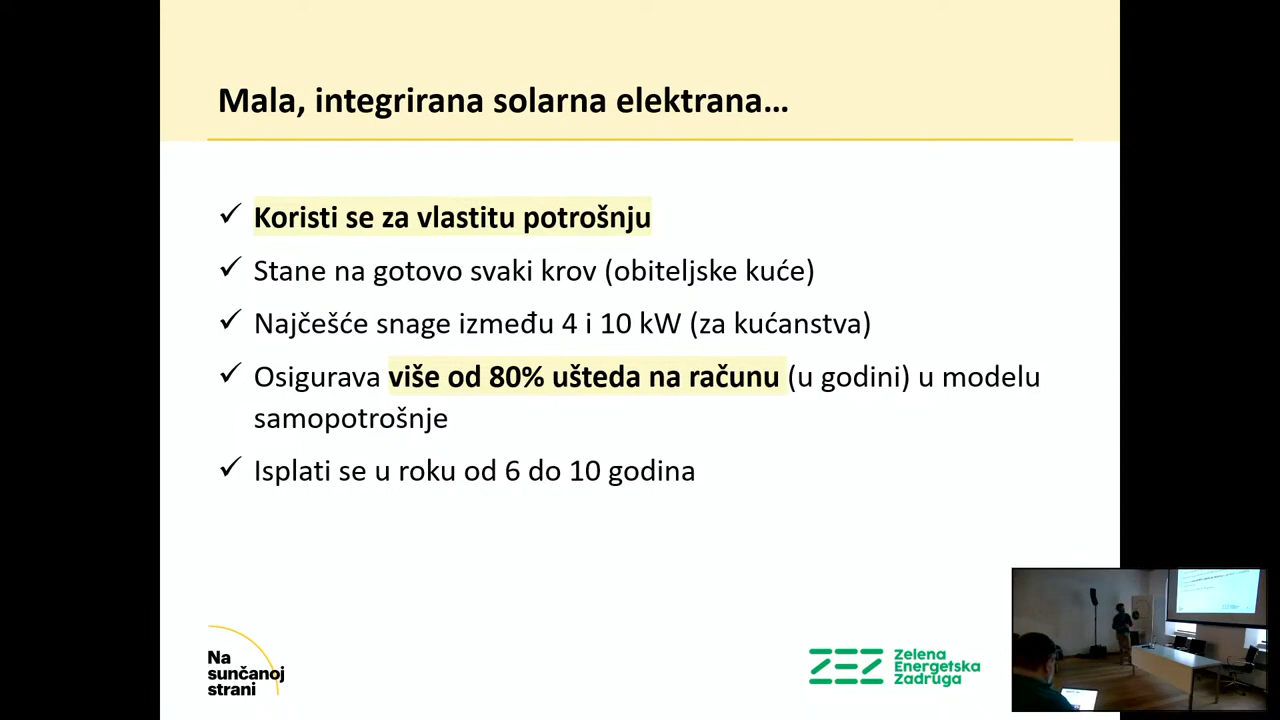 Mala, integrirana solarna elektrana...
✓ Koristi se za vlastitu potrošnju
✓ Stane na gotovo svaki krov (obiteljske kuće)
✓ Najčešće snage između 4 i 10 kW (za kućanstva)
✓ Osigurava više od 80% ušteda na računu (u godini) u modelu
samopotrošnje
✓ Isplati se u roku od 6 do 10 godina
Na
sunčanoj
strani
ZEZ
Zelena
Energetska
Zadruga